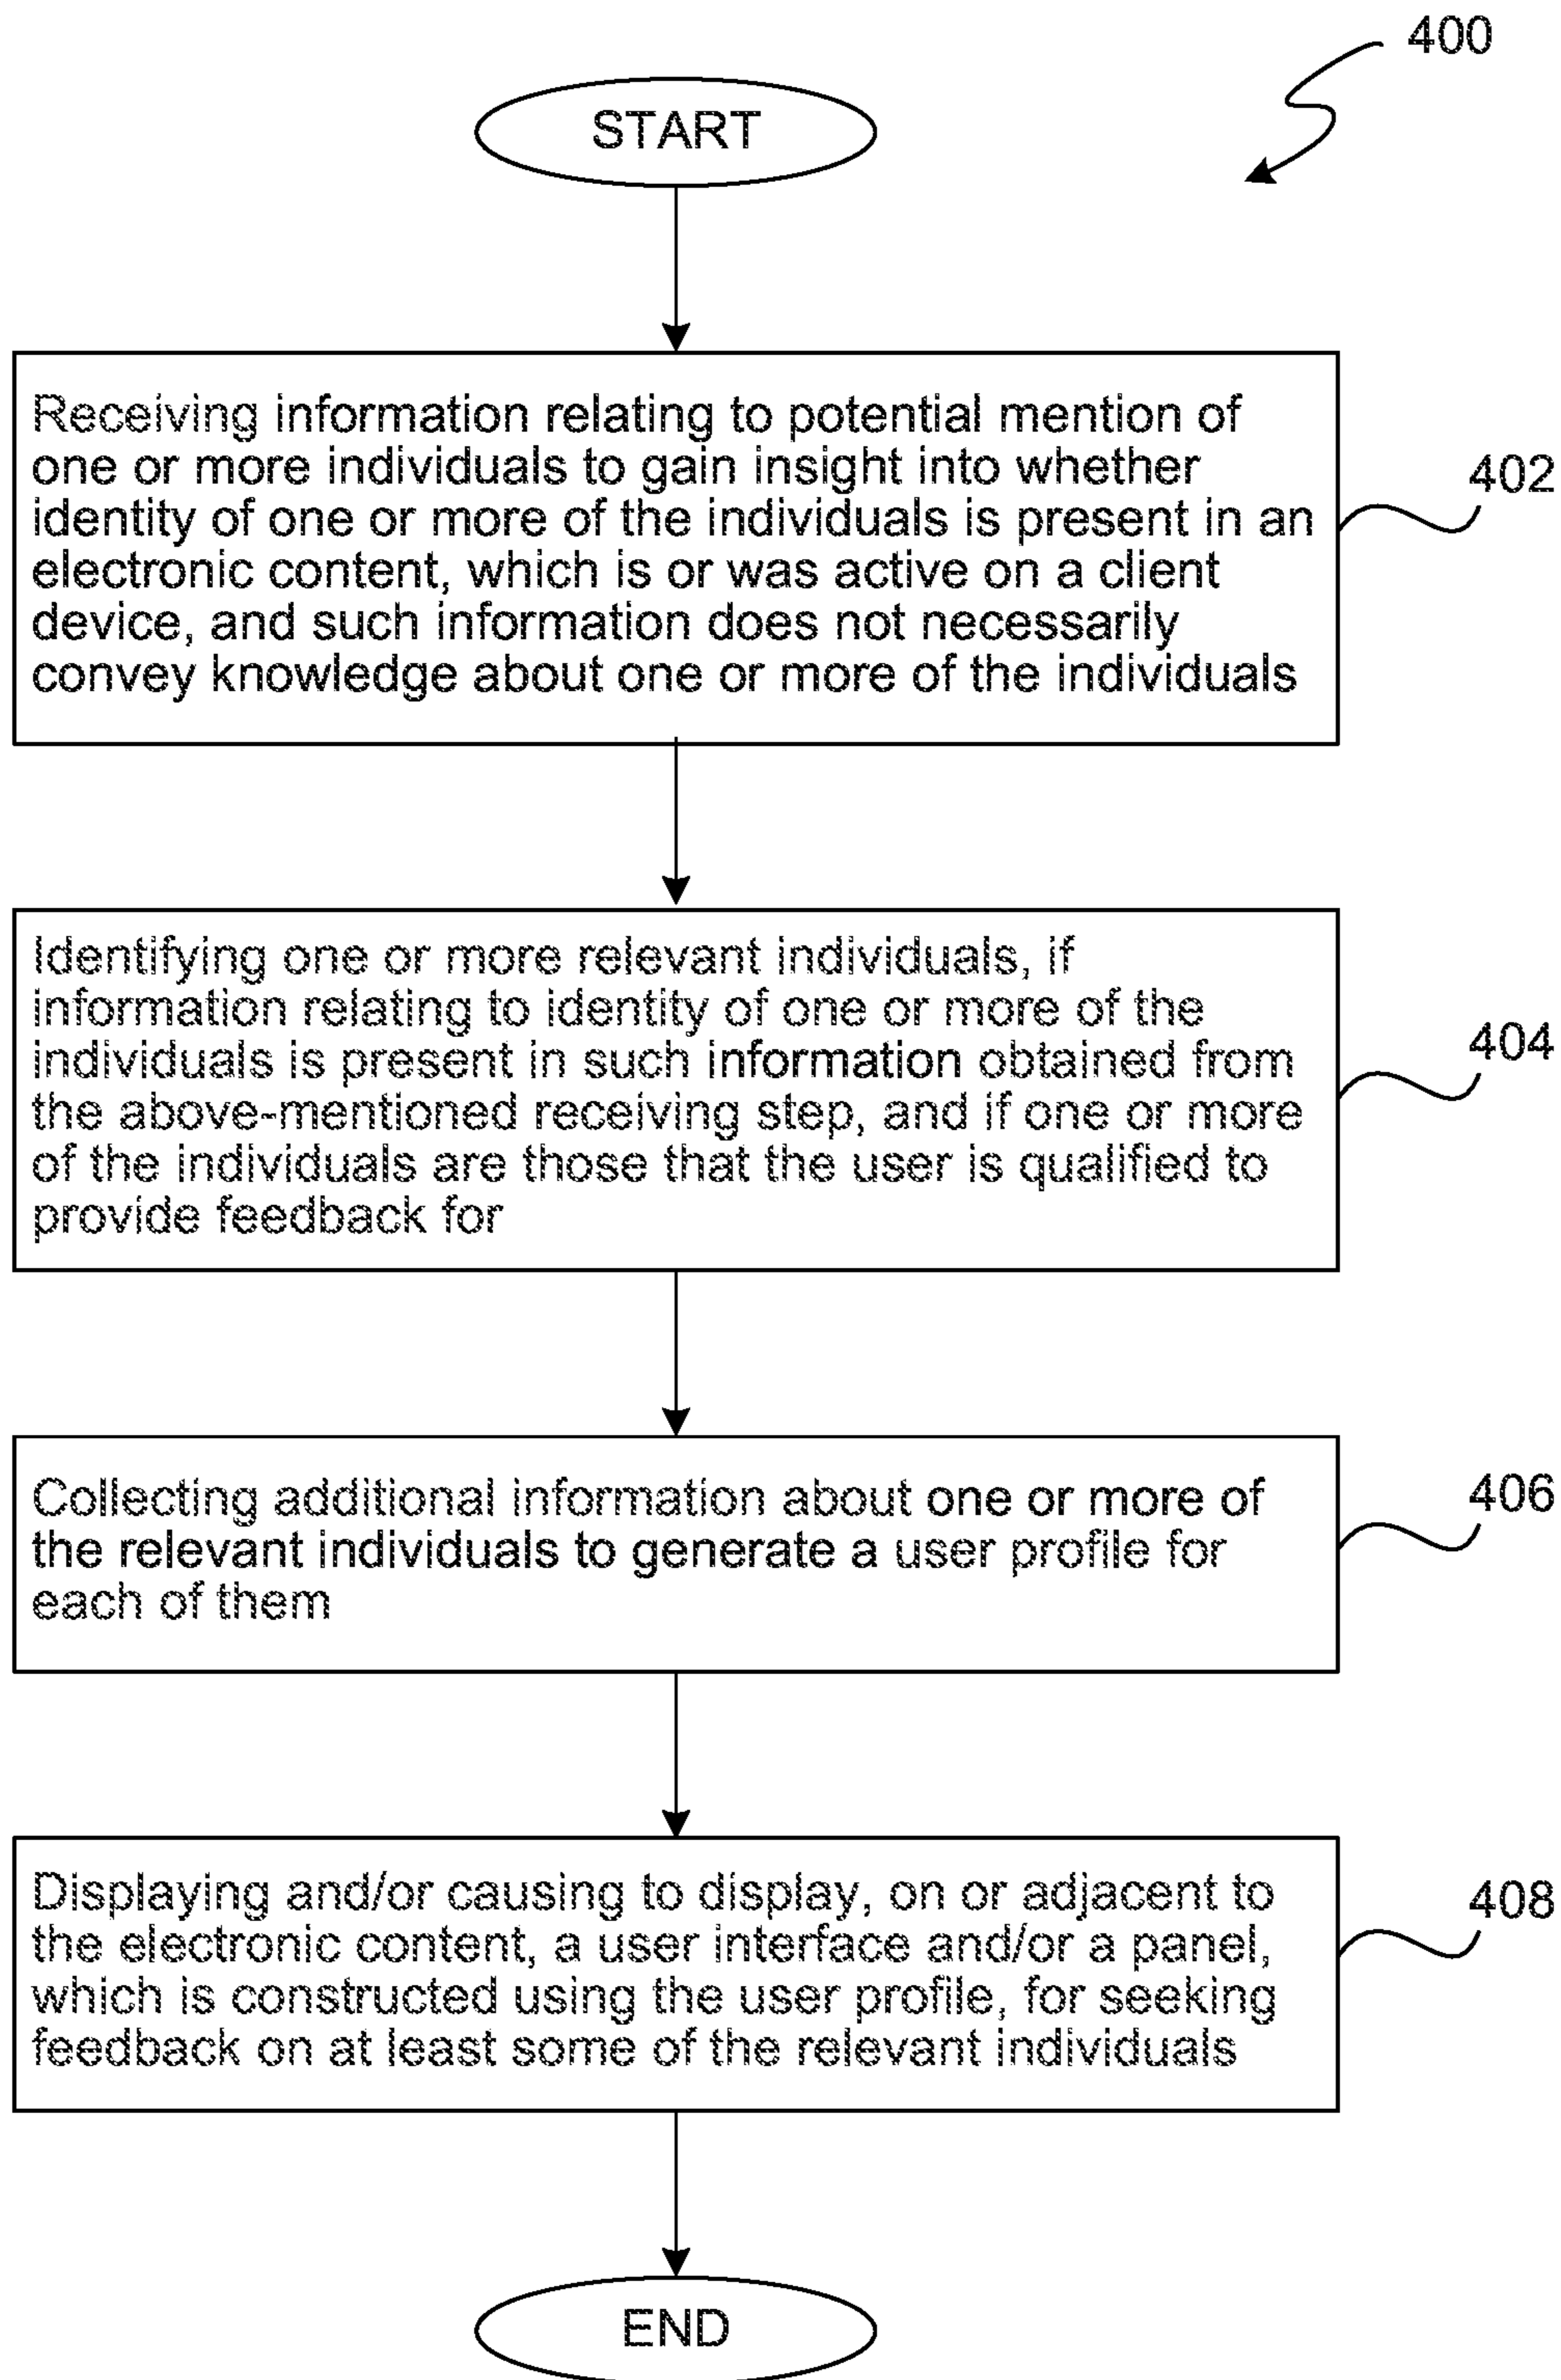 400
START
Receiving information relating to potential mention of
one or more individuals to gain insight into whether
identity of one or more of the individuals is present in an
electronic content, which is or was active on a client
device, and such information does not necessarily
convey knowledge about one or more of the individuals
402
Identifying one or more relevant individuals, if
information relating to identity of one or more of the
individuals is present in such information obtained from
the above-mentioned receiving step, and if one or more
of the individuals are those that the user is qualified to
provide feedback for
404
Collecting additional information about one or more of
the relevant individuals to generate a user profile for
each of them
406
Displaying and/or causing to display, on or adjacent to
the electronic content, a user interface and/or a panel,
which is constructed using the user profile, for seeking
feedback on at least some of the relevant individuals
408
END